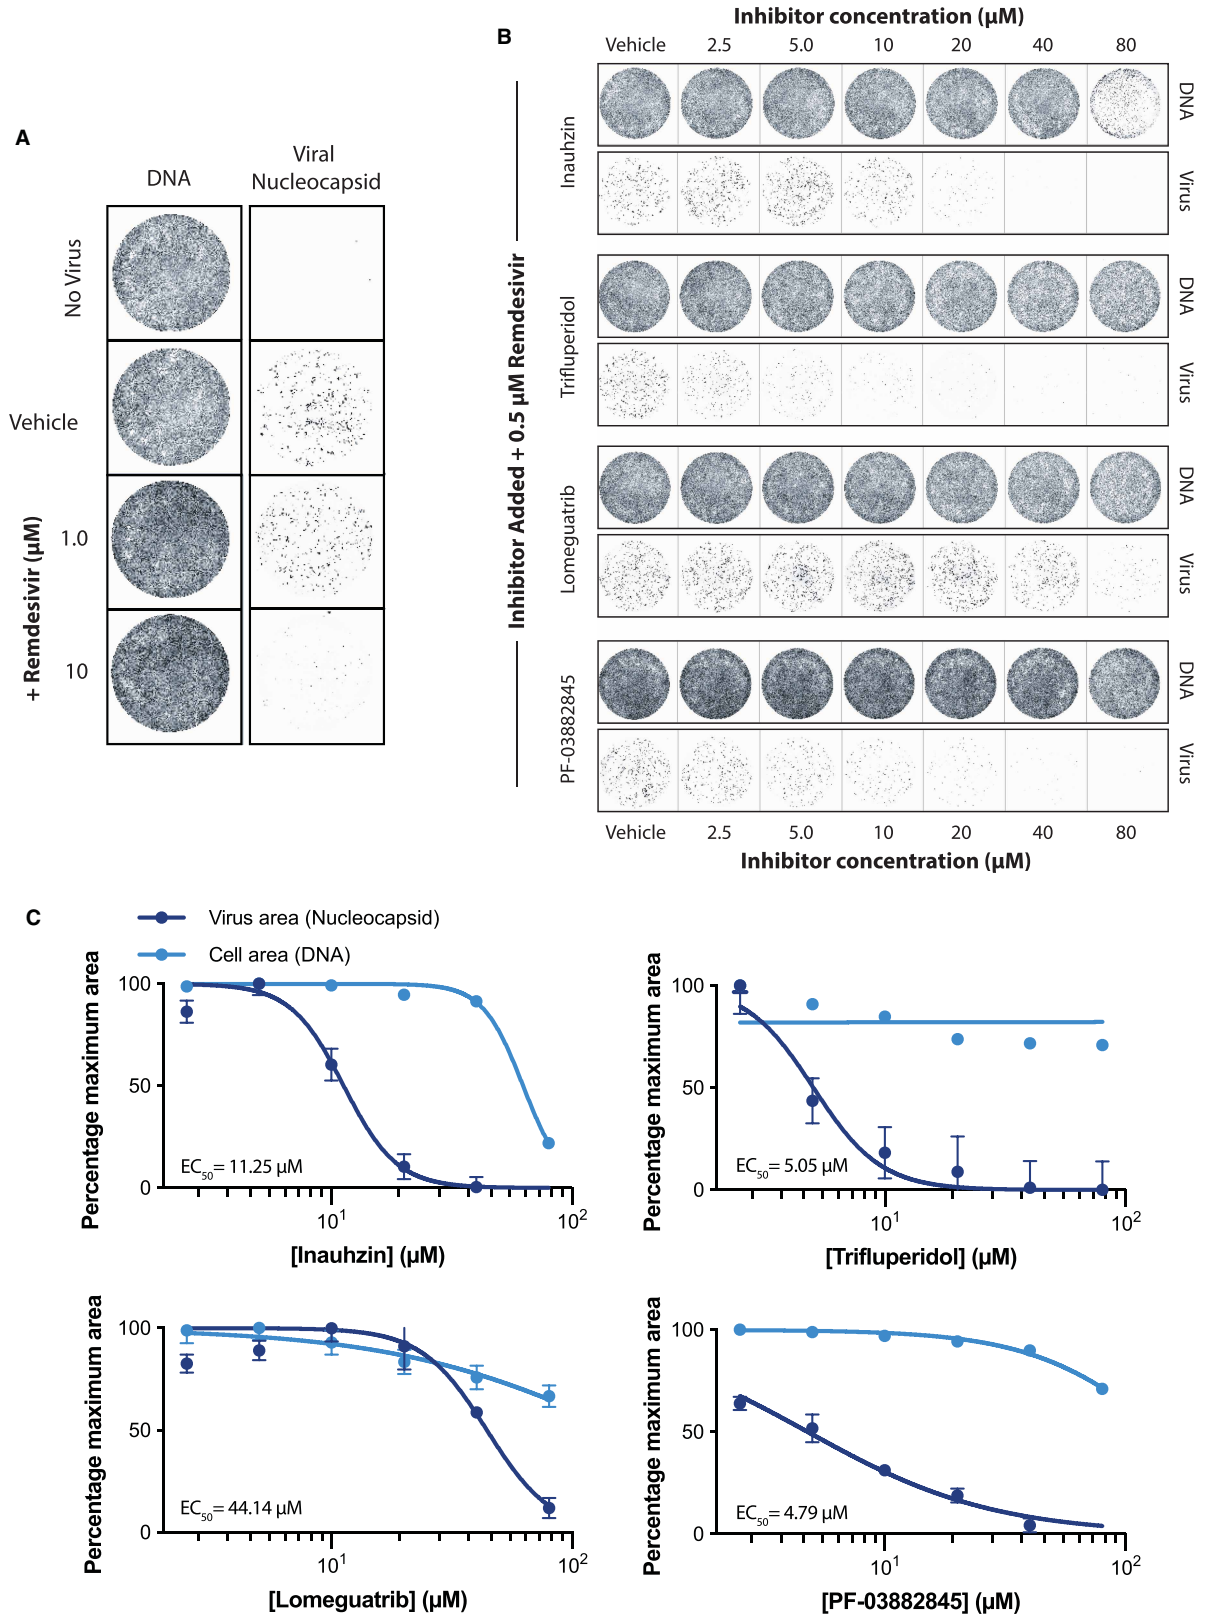 A
DNA
Viral
Nucleocapsid
No Virus
Vehicle
+ Remdesivir (µM)
1.0
10
B
Inhibitor concentration (µM)
Vehicle 2.5 5.0 10 20 40 80
Inhibitor Added + 0.5 µM Remdesivir
Inauhzin
DNA
Virus
Trifluperidol
DNA
Virus
Lomeguatrib
DNA
Virus
PF-03882845
DNA
Virus
Vehicle 2.5 5.0 10 20 40 80
Inhibitor concentration (µM)
C
Virus area (Nucleocapsid)
Cell area (DNA)
Percentage maximum area
100
50
0
EC50= 11.25 µM
10¹ 10²
[Inauhzin] (µM)
Percentage maximum area
100
50
0
EC50= 5.05 µM
10¹ 10²
[Trifluperidol] (µM)
Percentage maximum area
100
50
0
EC50= 44.14 µM
10¹ 10²
[Lomeguatrib] (µM)
Percentage maximum area
100
50
0
EC50= 4.79 µM
10¹ 10²
[PF-03882845] (µM)